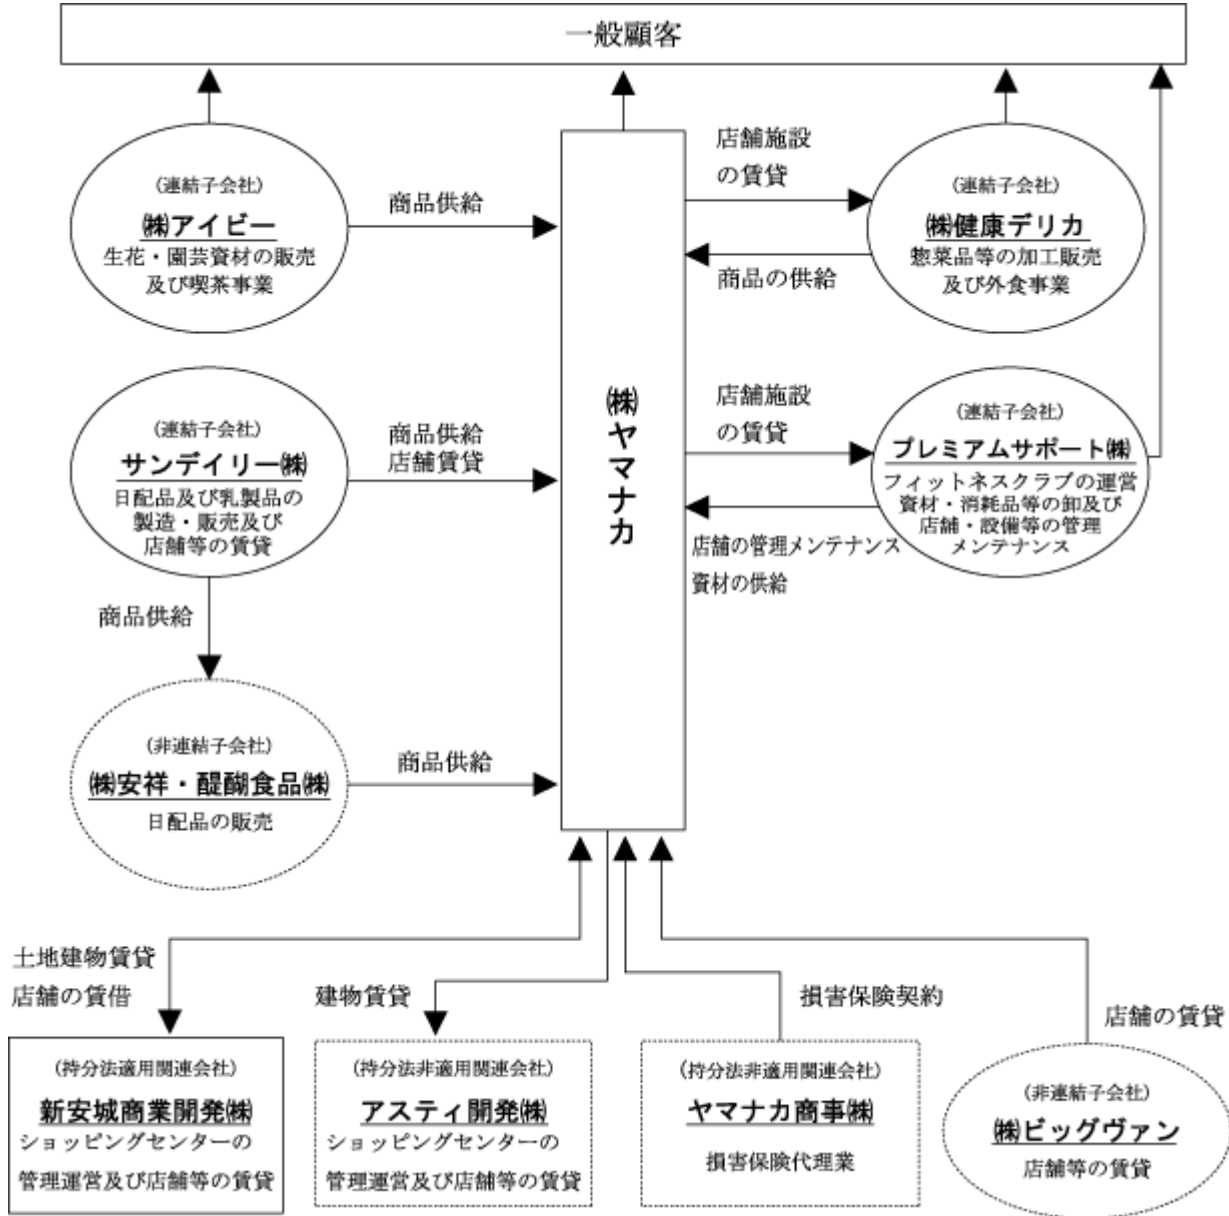 一般顧客
(連結子会社)
㈱アイビー
生花・園芸資材の販売
及び喫茶事業
商品供給
店舗施設
の賃貸
商品の供給
(連結子会社)
㈱健康デリカ
惣菜品等の加工販売
及び外食事業
㈱ヤマナカ
(連結子会社)
サンデイリー㈱
日配品及び乳製品の
製造・販売及び
店舗等の賃貸
商品供給
店舗賃貸
店舗施設
の賃貸
店舗の管理メンテナンス
資材の供給
(連結子会社)
プレミアムサポート㈱
フィットネスクラブの運営
資材・消耗品等の卸及び
店舗・設備等の管理
メンテナンス
商品供給
(非連結子会社)
㈱安祥・醍醐食品㈱
日配品の販売
商品供給
土地建物賃貸
店舗の賃借
建物賃貸
損害保険契約
店舗の賃貸
(持分法適用関連会社)
新安城商業開発㈱
ショッピングセンターの
管理運営及び店舗等の賃貸
(持分法非適用関連会社)
アスティ開発㈱
ショッピングセンターの
管理運営及び店舗等の賃貸
(持分法非適用関連会社)
ヤマナカ商事㈱
損害保険代理業
(非連結子会社)
㈱ビッグヴァン
店舗等の賃貸